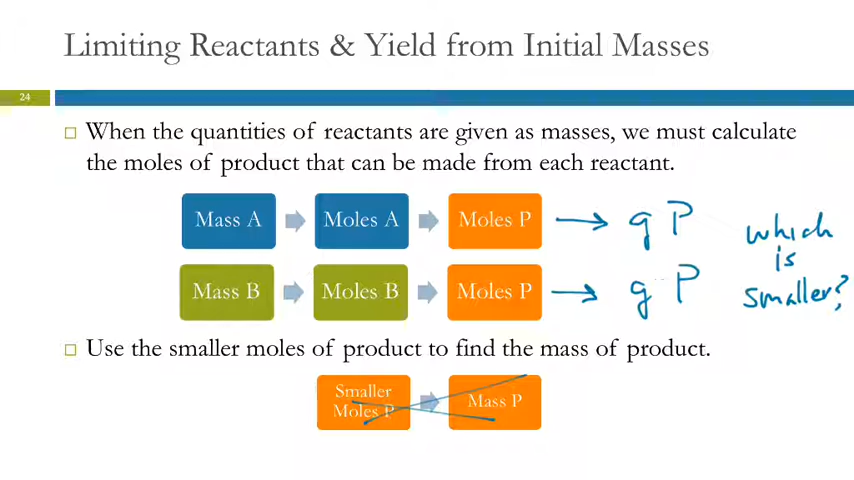 Limiting Reactants & Yield from Initial Masses
24
When the quantities of reactants are given as masses, we must calculate
the moles of product that can be made from each reactant.
Mass A Moles A Moles P g P
which
is
smaller?
Mass B Moles B Moles P g P
Use the smaller moles of product to find the mass of product.
Smaller
Moles P
Mass P